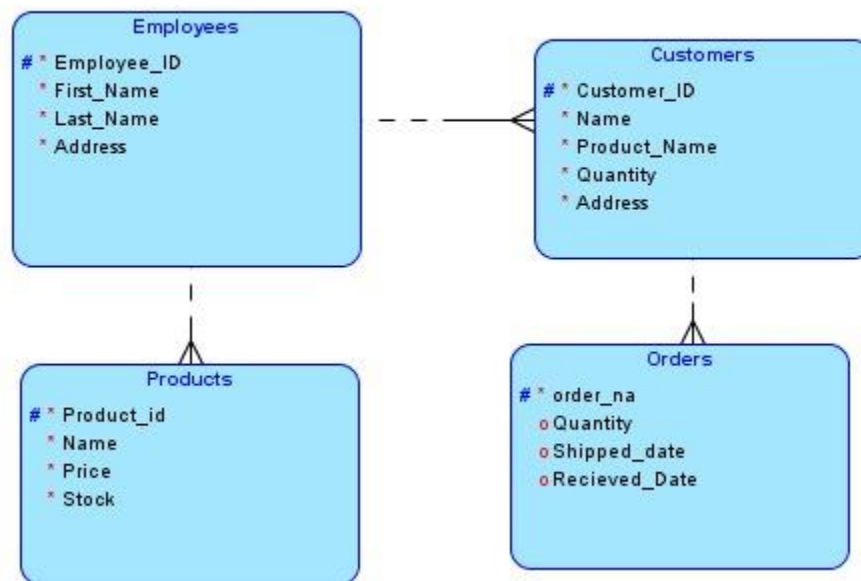 Employees
# * Employee_ID
* First_Name
* Last_Name
* Address
Customers
# * Customer_ID
* Name
* Product_Name
* Quantity
* Address
Products
# * Product_id
* Name
* Price
* Stock
Orders
# * order_na
o Quantity
o Shipped_date
o Recieved_Date